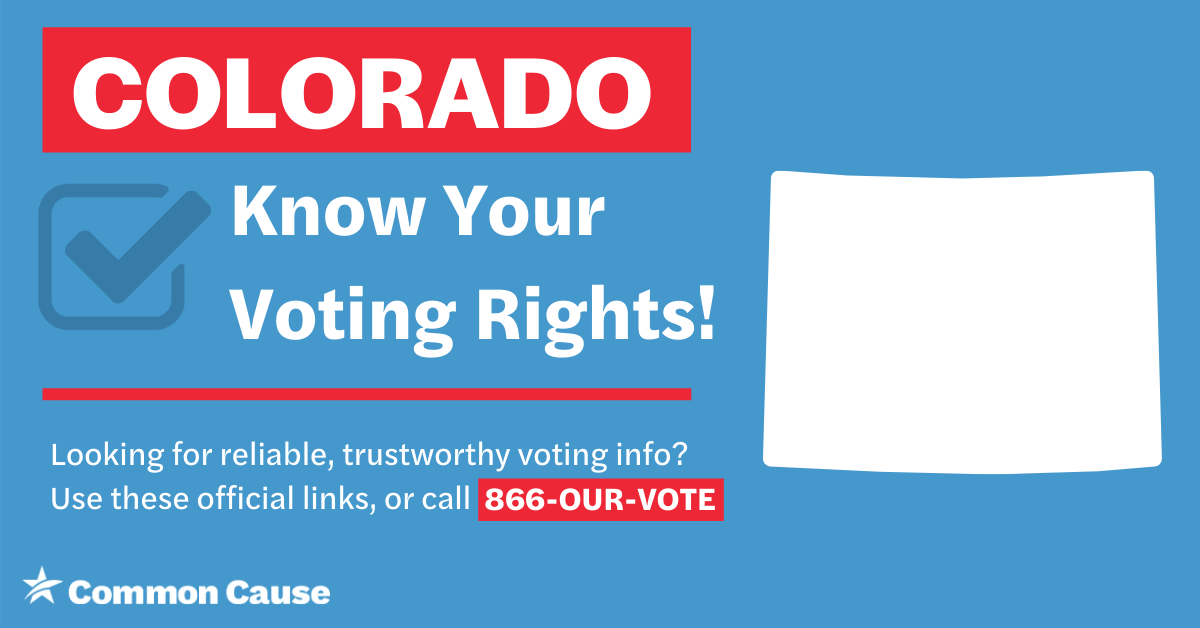 COLORADO
Know Your
Voting Rights!
Looking for reliable, trustworthy voting info?
Use these official links, or call 866-OUR-VOTE
Common Cause